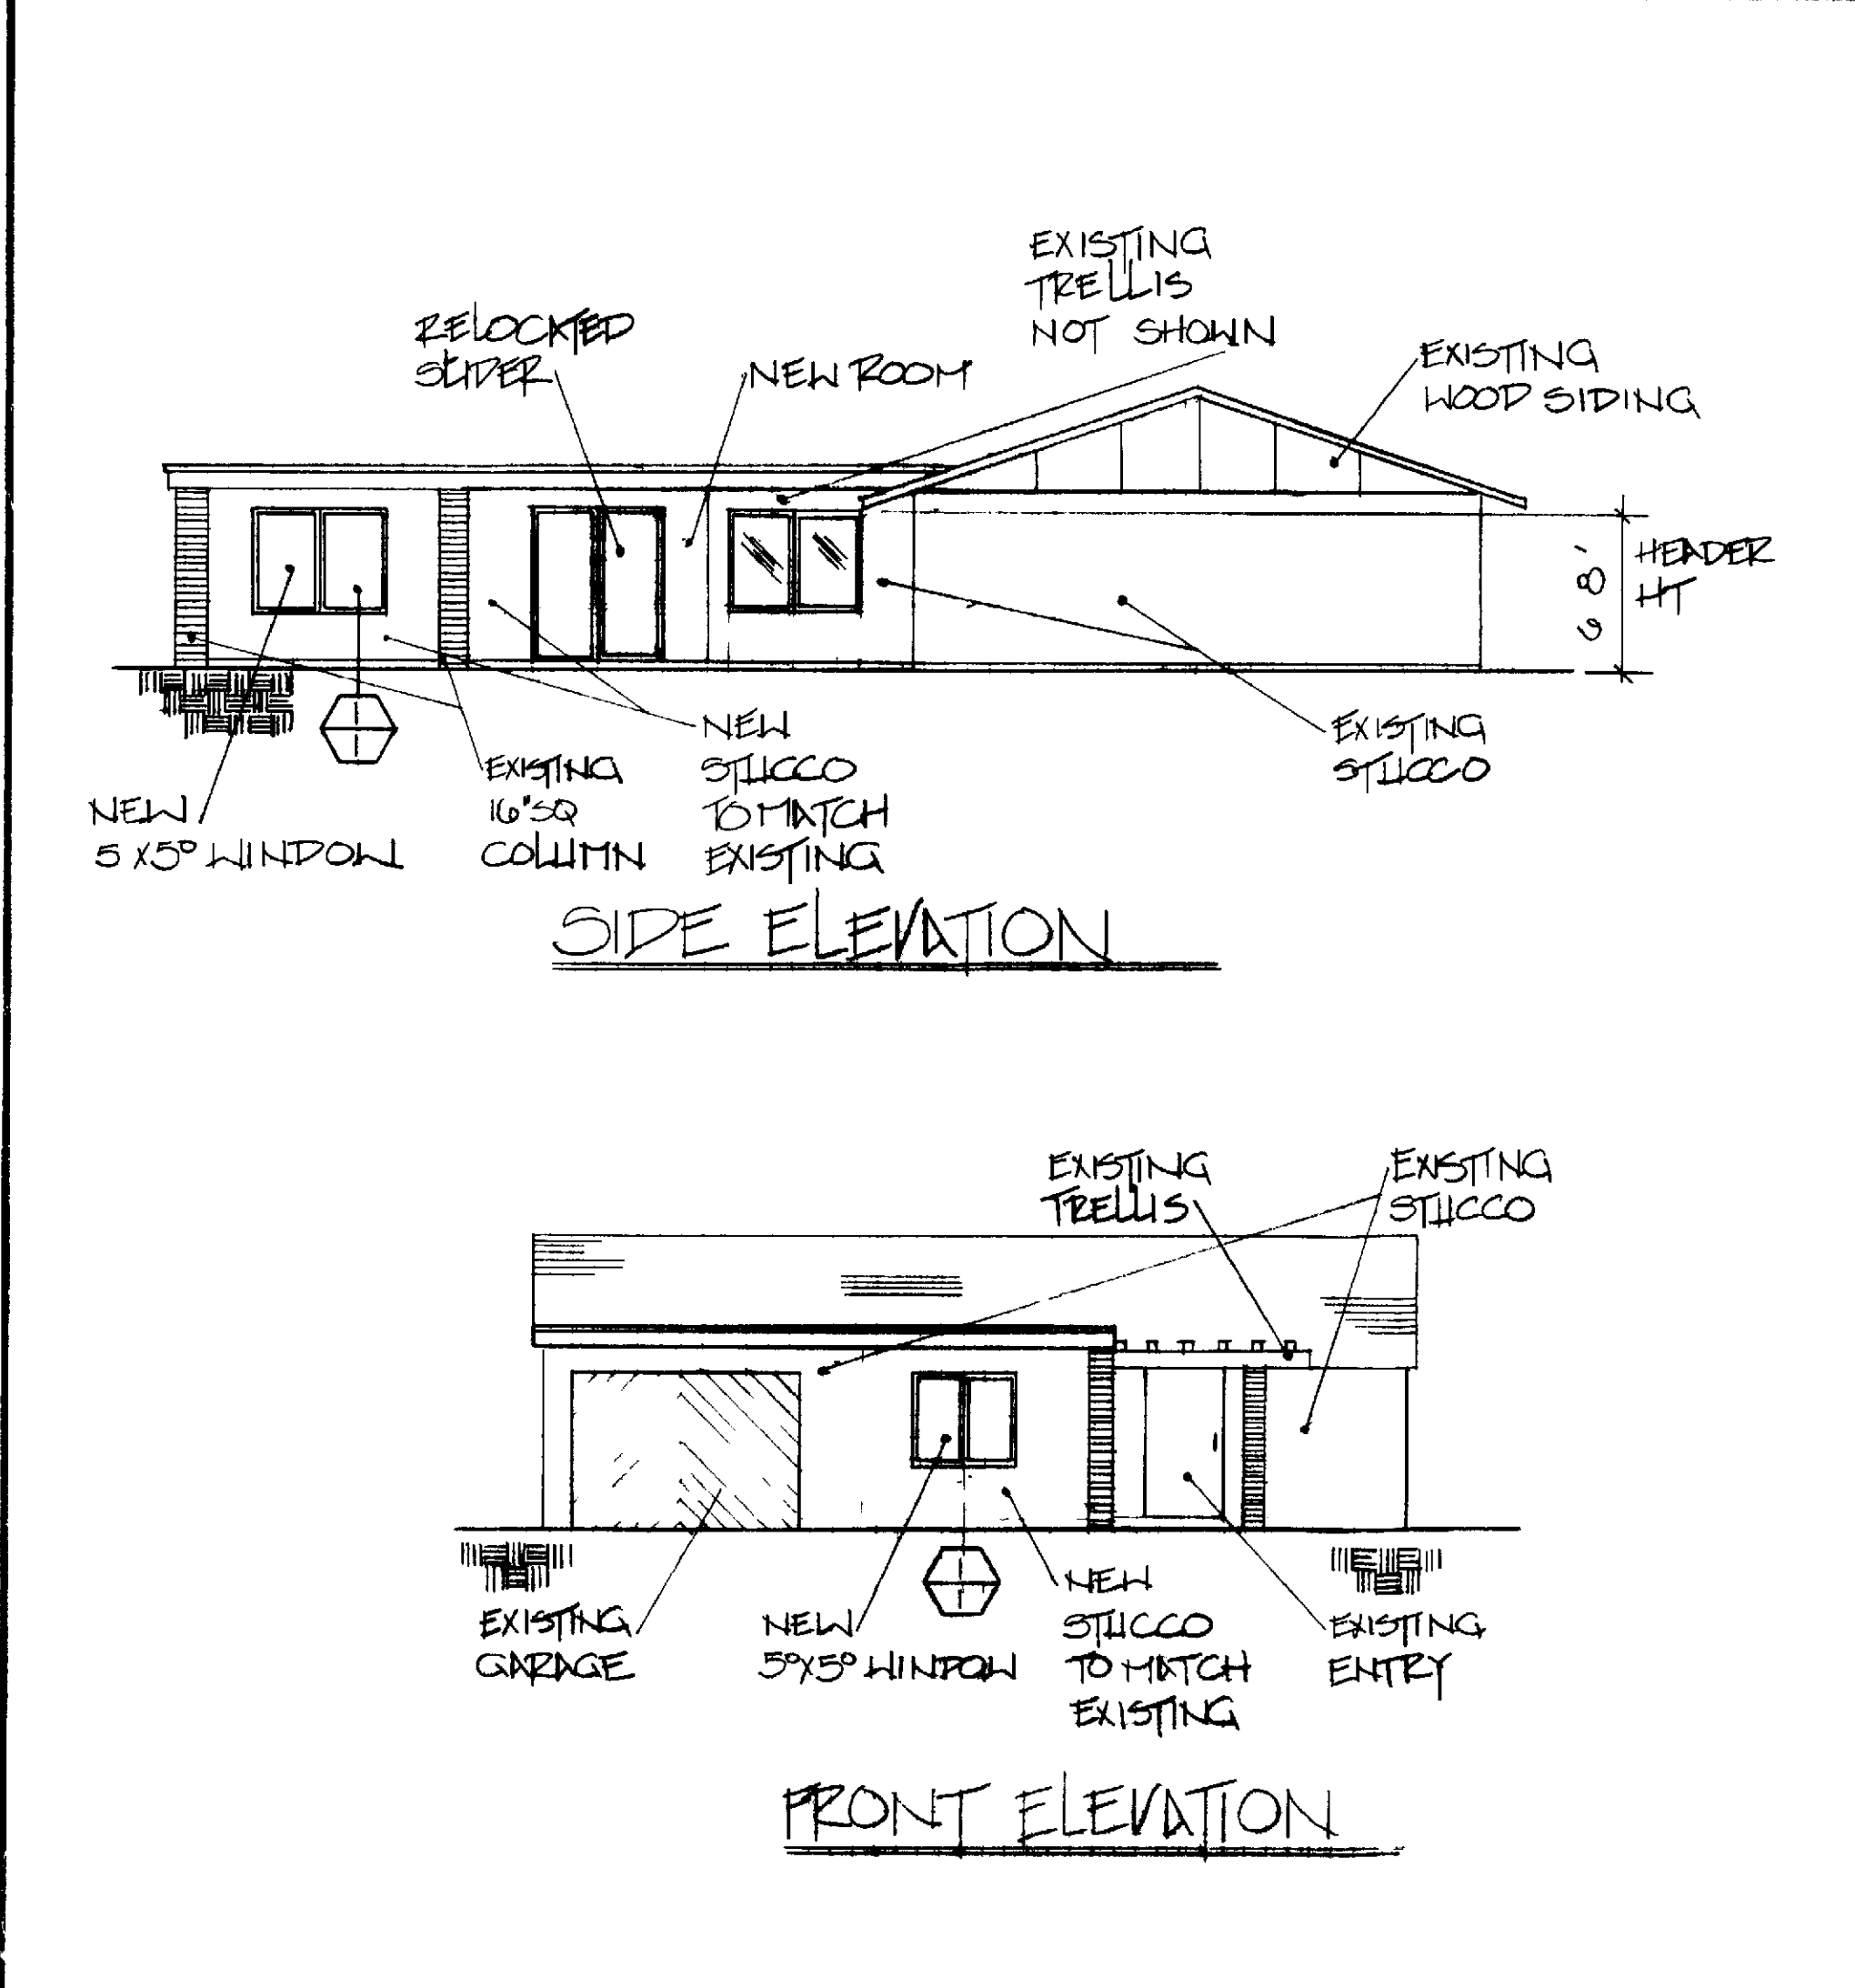 EXISTING
TRELLIS
NOT SHOWN
RELOCATED
SLIDER
NEW ROOM
EXISTING
WOOD SIDING
HEADER
HT
6 8'
NEW
5 X5⁰ WINDOW
EXISTING
16"SQ
COLUMN
NEW
STUCCO
TO MATCH
EXISTING
EXISTING
STUCCO
SIDE ELEVATION
EXISTING
TRELLIS
EXISTING
STUCCO
EXISTING
GARAGE
NEW
5⁰X5⁰ WINDOW
NEW
STUCCO
TO MATCH
EXISTING
EXISTING
ENTRY
FRONT ELEVATION